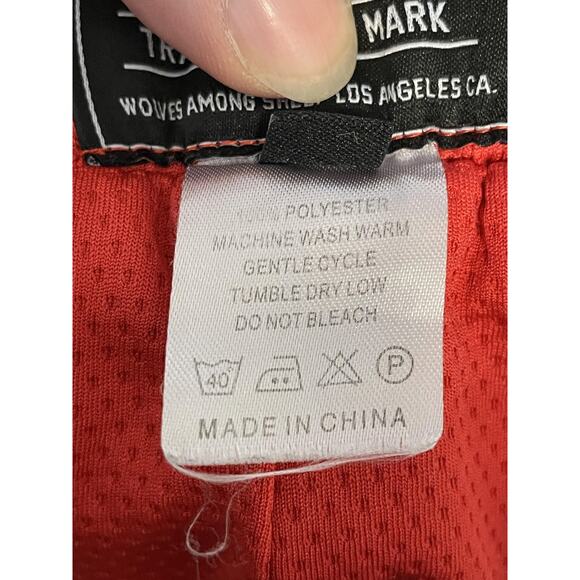 MARK
WOLVES AMONG LOS ANGELES CA.
100% POLYESTER
MACHINE WASH WARM
GENTLE CYCLE
TUMBLE DRY LOW
DO NOT BLEACH
40° P
MADE IN CHINA